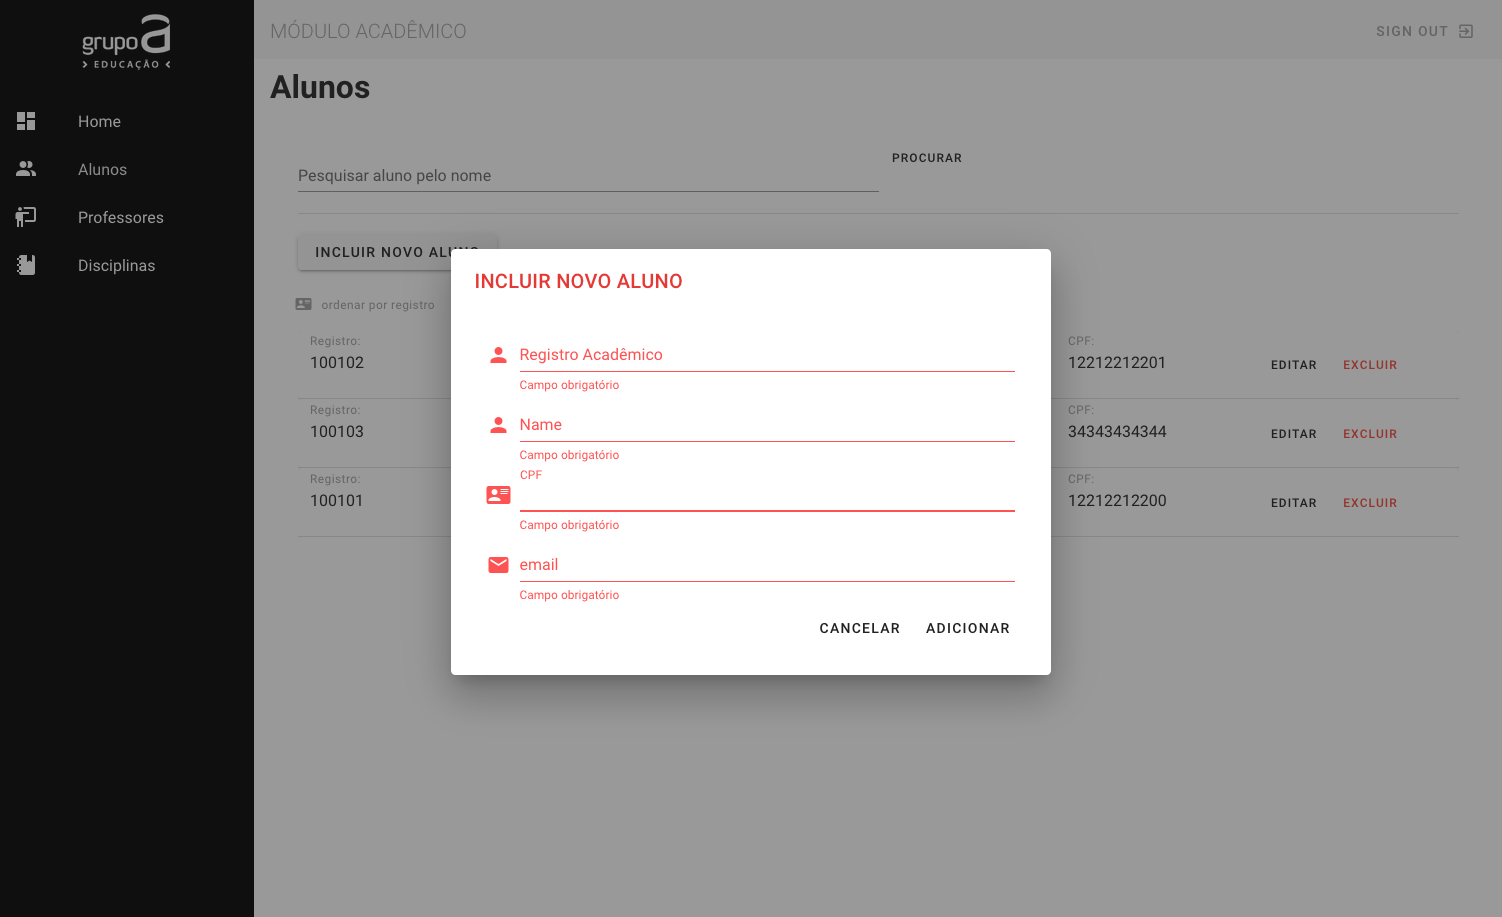 grupo a
EDUCAÇÃO
Home
Alunos
Professores
Disciplinas
MÓDULO ACADÊMICO
SIGN OUT
Alunos
Pesquisar aluno pelo nome
PROCURAR
INCLUIR NOVO ALUNO
ordenar por registro
Registro:
100102
CPF:
12212212201
EDITAR
EXCLUIR
Registro:
100103
CPF:
34343434344
EDITAR
EXCLUIR
Registro:
100101
CPF:
12212212200
EDITAR
EXCLUIR
INCLUIR NOVO ALUNO
Registro Acadêmico
Campo obrigatório
Name
Campo obrigatório
CPF
Campo obrigatório
email
Campo obrigatório
CANCELAR
ADICIONAR